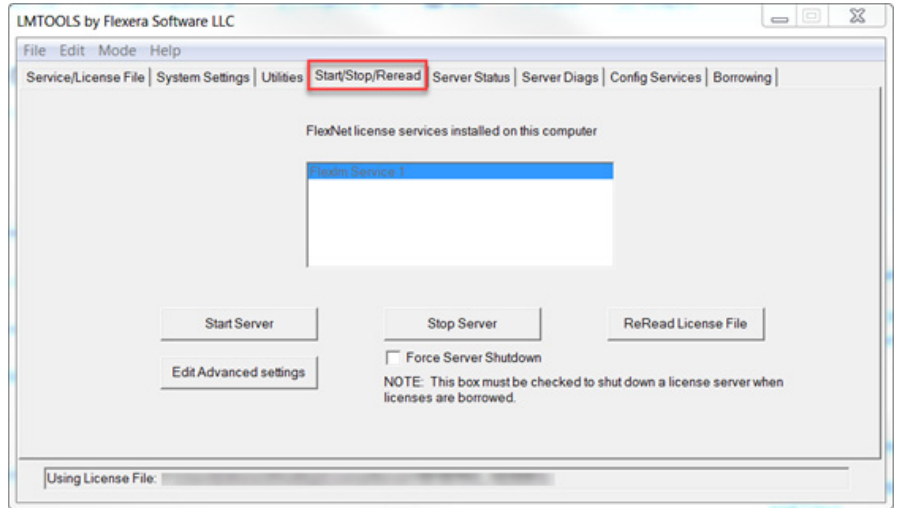 LMTOOLS by Flexera Software LLC
File Edit Mode Help
Service/License File System Settings Utilities Start/Stop/Reread Server Status Server Diags Config Services Borrowing
FlexNet license services installed on this computer
Flexlm Service 1
Start Server Stop Server ReRead License File
Edit Advanced settings Force Server Shutdown
NOTE: This box must be checked to shut down a license server when
licenses are borrowed.
Using License File: